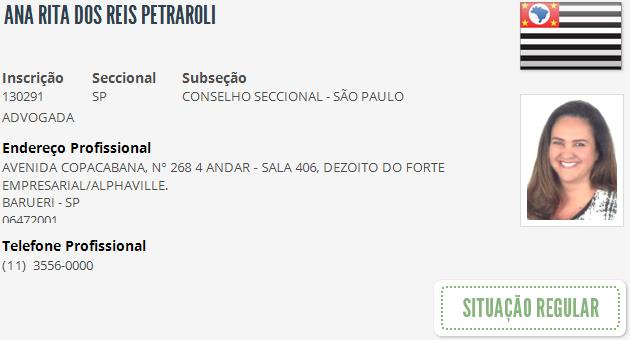 ANA RITA DOS REIS PETRAROLI
Inscrição Seccional Subseção
130291 SP CONSELHO SECCIONAL - SÃO PAULO
ADVOGADA
Endereço Profissional
AVENIDA COPACABANA, Nº 268 4 ANDAR - SALA 406, DEZOITO DO FORTE
EMPRESARIAL/ALPHAVILLE.
BARUERI - SP
06472001
Telefone Profissional
(11) 3556-0000
SITUAÇÃO REGULAR